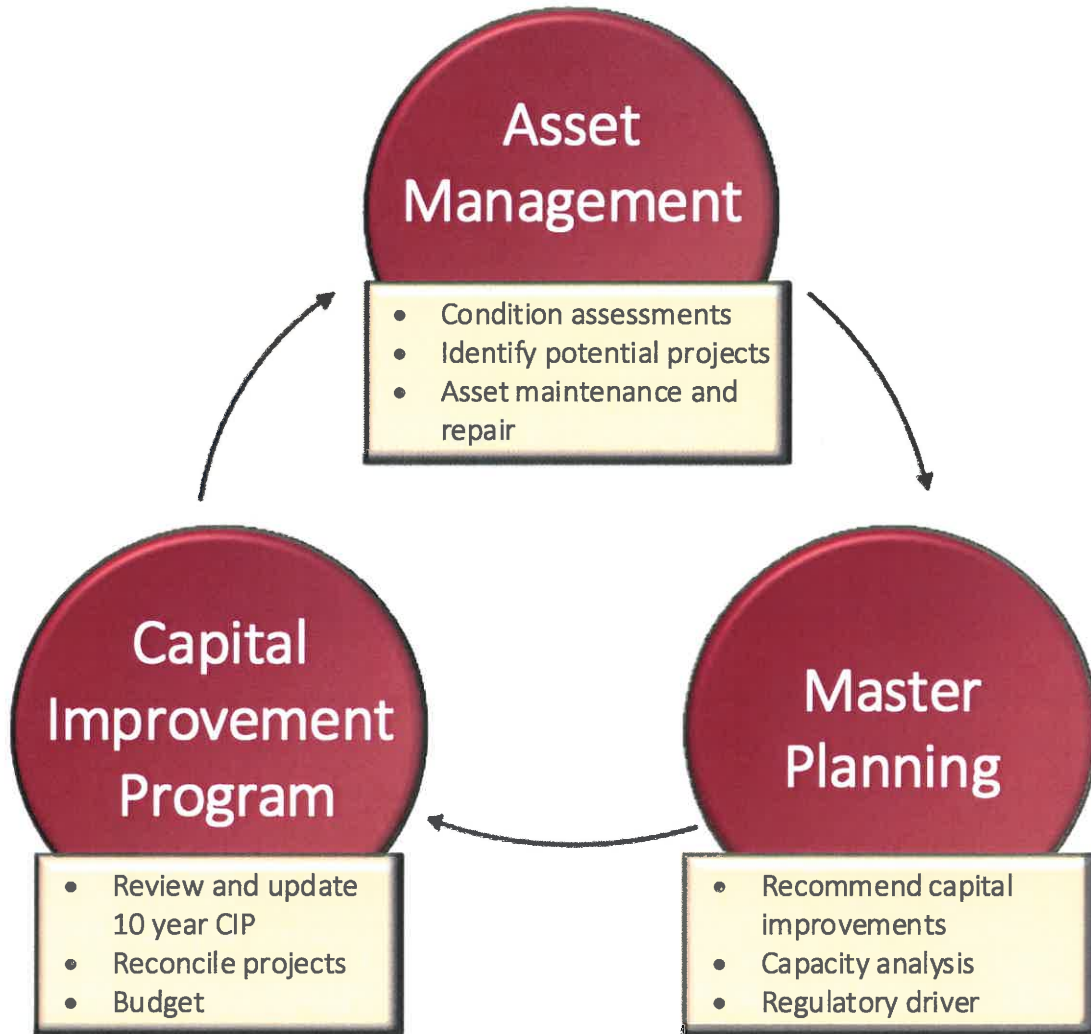 Asset
Management
• Condition assessments
• Identify potential projects
• Asset maintenance and
repair
Capital
Improvement
Program
• Review and update
10 year CIP
• Reconcile projects
• Budget
Master
Planning
• Recommend capital
improvements
• Capacity analysis
• Regulatory driver